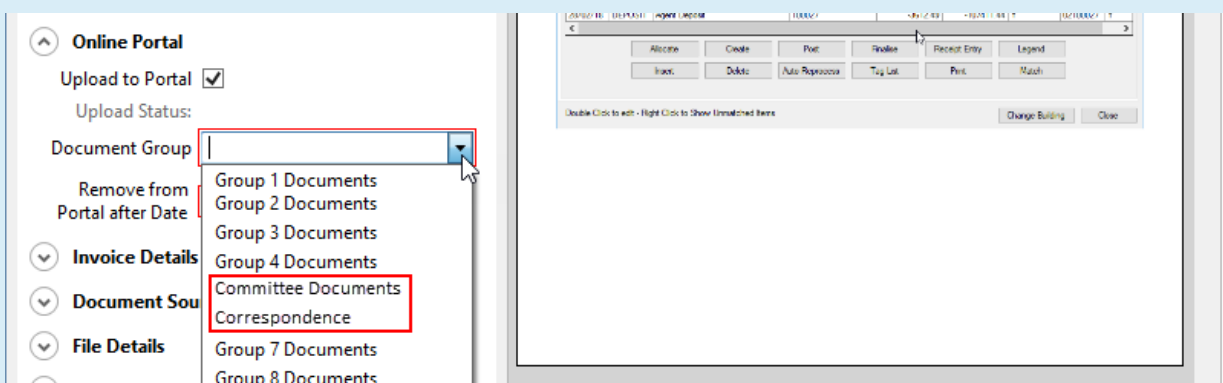 Online Portal
Upload to Portal
Upload Status:
Document Group
Remove from
Portal after Date
Invoice Details
Document Sou
File Details
Group 1 Documents
Group 2 Documents
Group 3 Documents
Group 4 Documents
Committee Documents
Correspondence
Group 7 Documents
Group 8 Documents
DEPOSIT Agent Deposit 100027
Allocate Create Post Finalise Receipt Entry Legend
Insert Delete Auto Reprocess Tag List Print Match
Double Click to edit - Right Click to Show Unmatched Items
Change Building Close